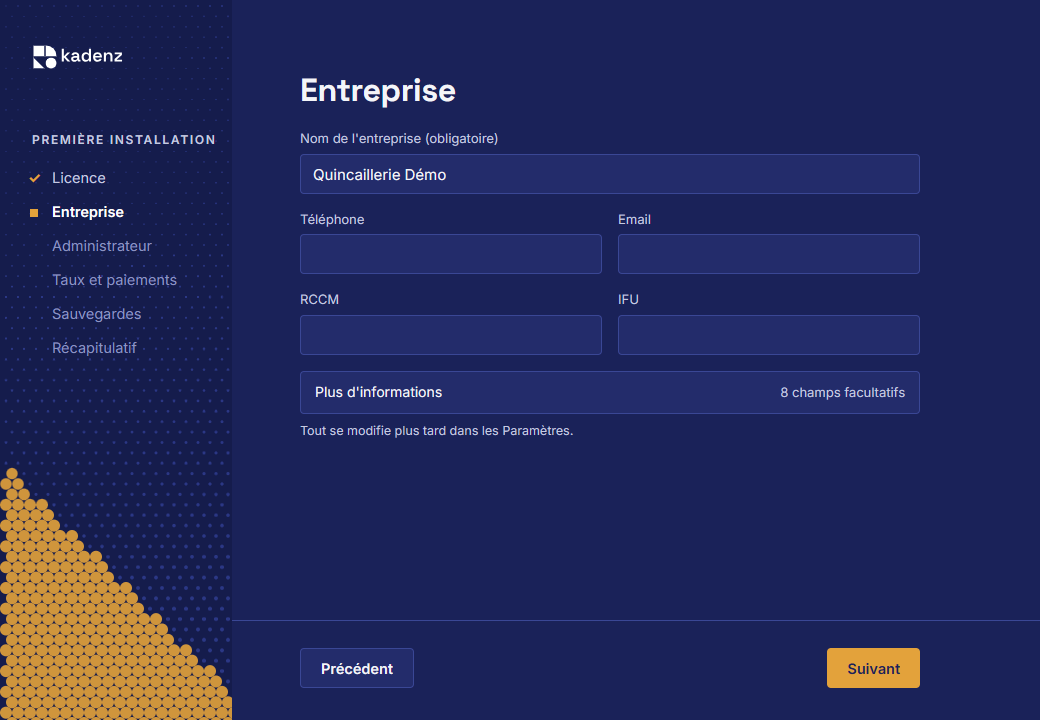 kadenz
PREMIÈRE INSTALLATION
Licence
Entreprise
Administrateur
Taux et paiements
Sauvegardes
Récapitulatif
Entreprise
Nom de l'entreprise (obligatoire)
Quincaillerie Démo
Téléphone
Email
RCCM
IFU
Plus d'informations
8 champs facultatifs
Tout se modifie plus tard dans les Paramètres.
Précédent
Suivant